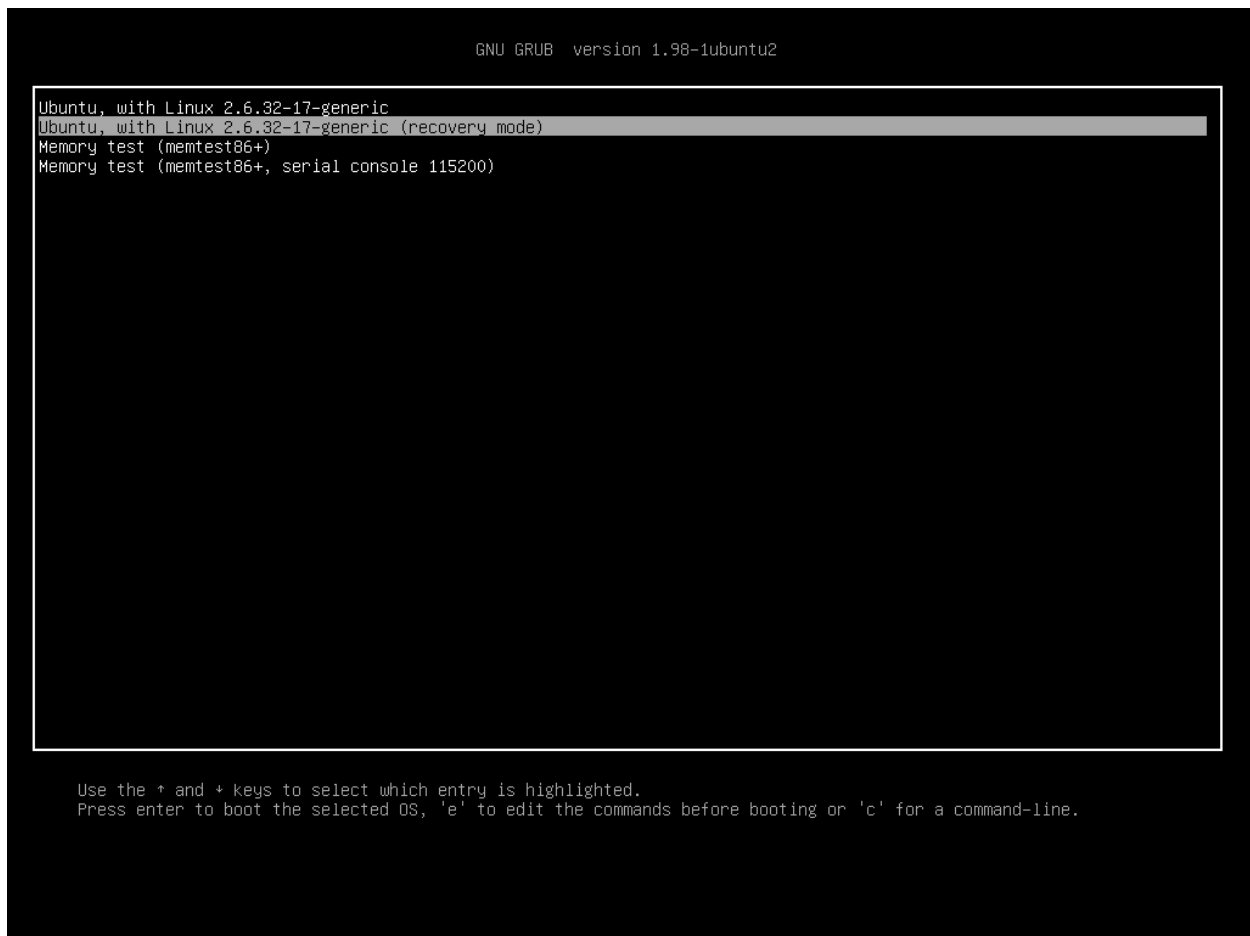 GNU GRUB  version 1.98-1ubuntu2
Ubuntu, with Linux 2.6.32-17-generic
Ubuntu, with Linux 2.6.32-17-generic (recovery mode)
Memory test (memtest86+)
Memory test (memtest86+, serial console 115200)
Use the ↑ and ↓ keys to select which entry is highlighted.
Press enter to boot the selected OS, 'e' to edit the commands before booting or 'c' for a command-line.